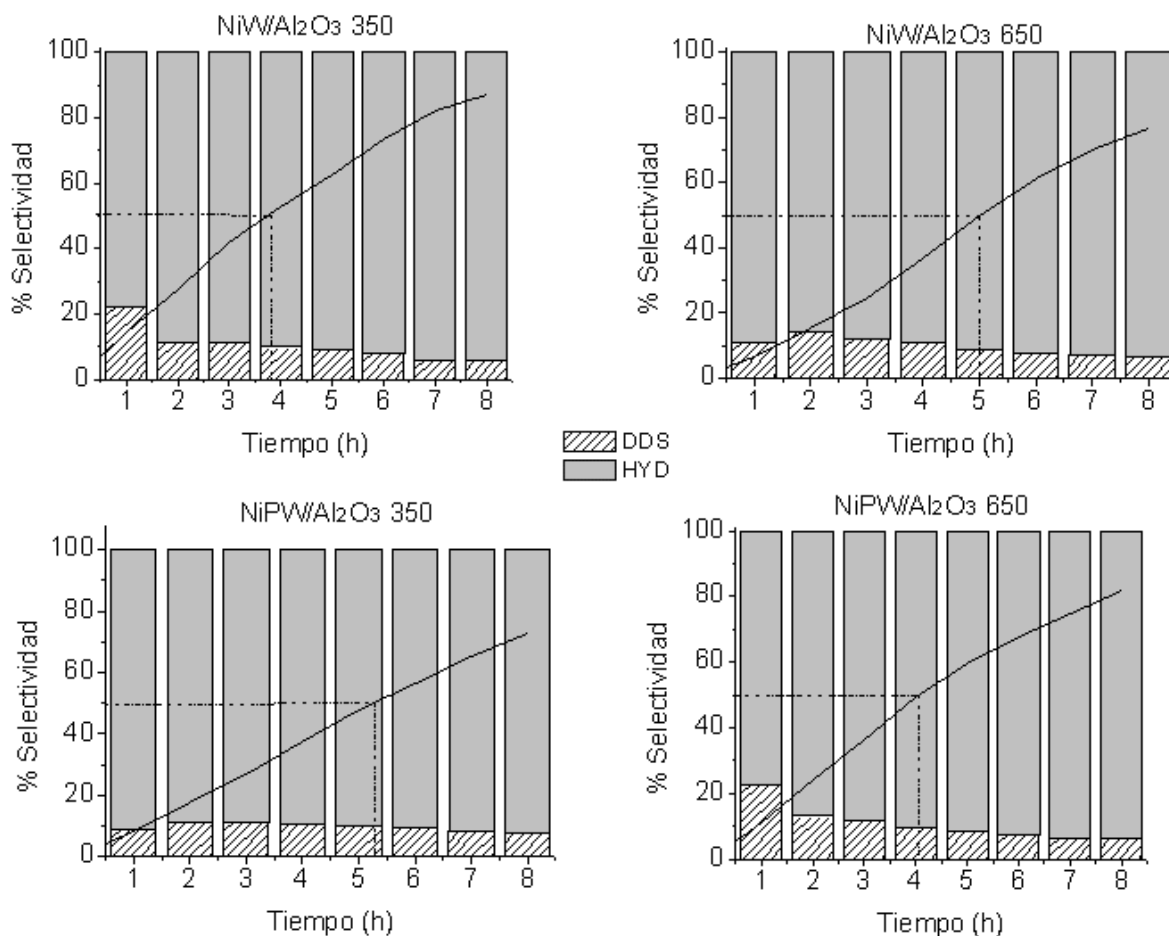 NiW/Al₂O₃ 350
100
80
60
40
20
0
% Selectividad
1 2 3 4 5 6 7 8
Tiempo (h)
NiW/Al₂O₃ 650
100
80
60
40
20
0
% Selectividad
1 2 3 4 5 6 7 8
Tiempo (h)
DDS
HYD
NiPW/Al₂O₃ 350
100
80
60
40
20
0
% Selectividad
1 2 3 4 5 6 7 8
Tiempo (h)
NiPW/Al₂O₃ 650
100
80
60
40
20
0
% Selectividad
1 2 3 4 5 6 7 8
Tiempo (h)